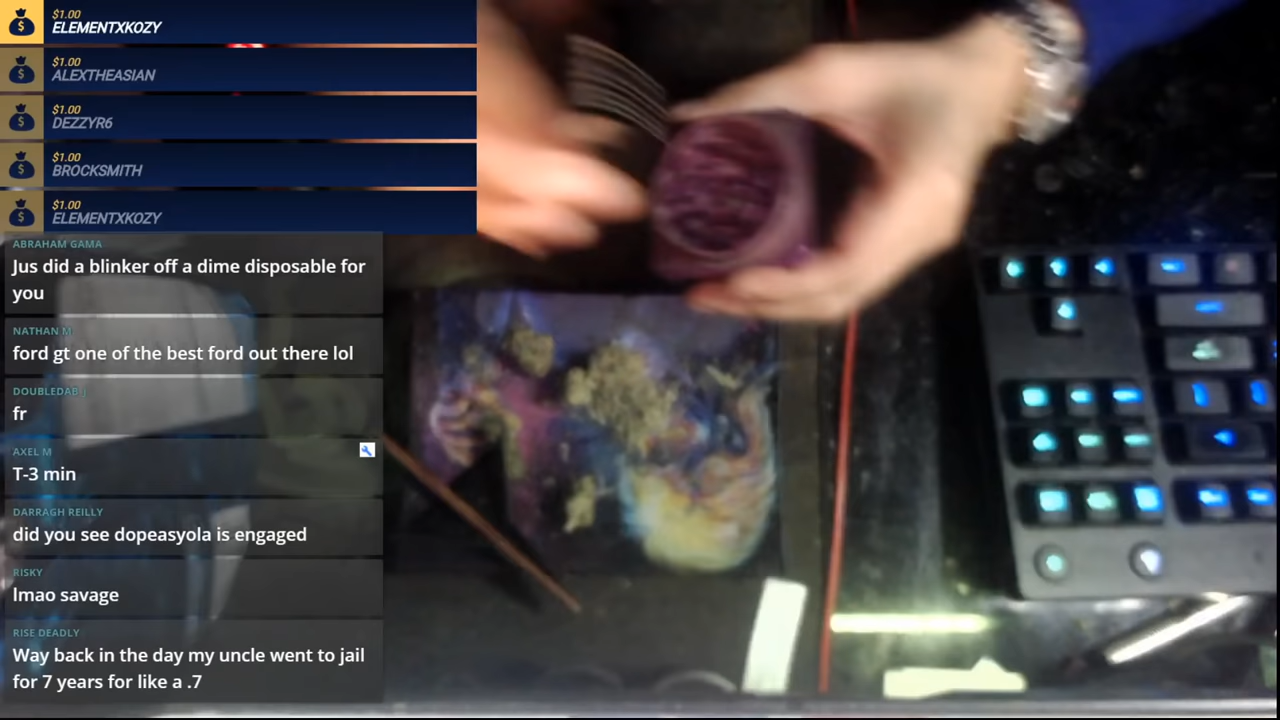 $1.00
ELEMENTXKOZY
$1.00
ALEXTHEASIAN
$1.00
DEZZYR6
$1.00
BROCKSMITH
$1.00
ELEMENTXKOZY
ABRAHAM GAMA
Jus did a blinker off a dime disposable for
you
NATHAN M
ford gt one of the best ford out there lol
DOUBLEDAB J
fr
AXEL M
T-3 min
DARRAGH REILLY
did you see dopeasyola is engaged
RISKY
lmao savage
RISE DEADLY
Way back in the day my uncle went to jail
for 7 years for like a .7